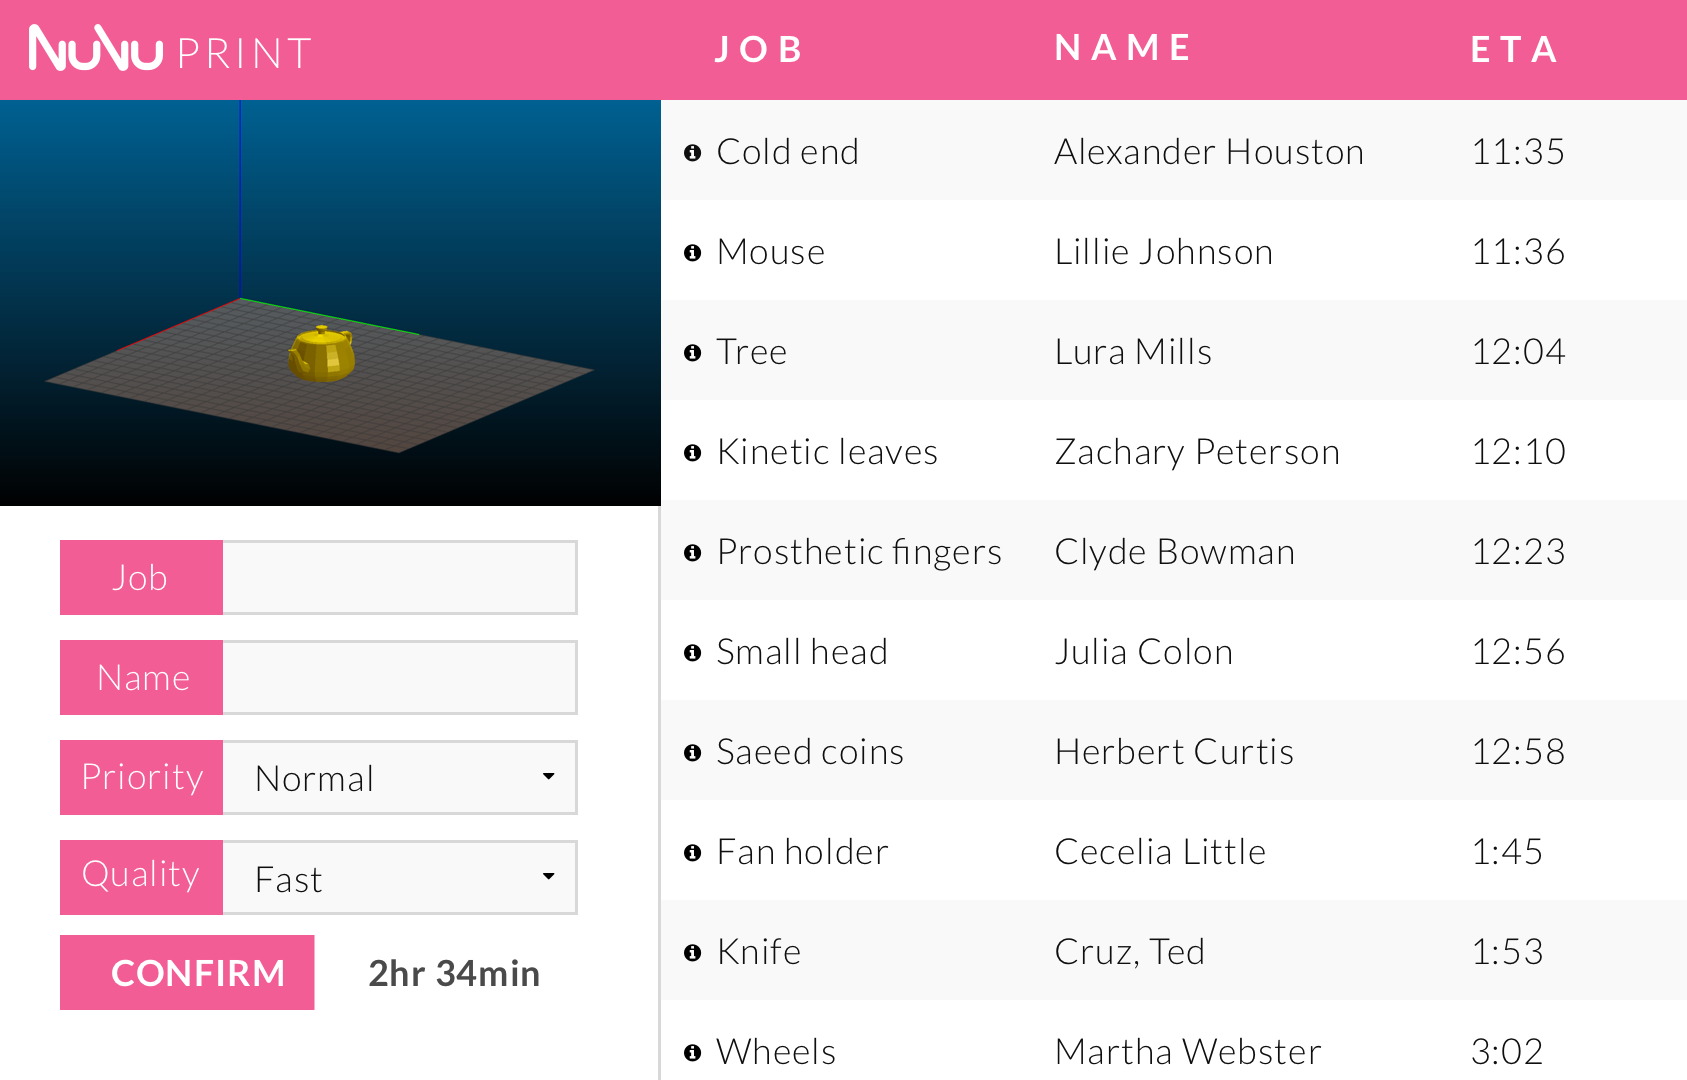 NuVu PRINT
JOB NAME ETA
Cold end Alexander Houston 11:35
Mouse Lillie Johnson 11:36
Tree Lura Mills 12:04
Kinetic leaves Zachary Peterson 12:10
Prosthetic fingers Clyde Bowman 12:23
Small head Julia Colon 12:56
Saeed coins Herbert Curtis 12:58
Fan holder Cecelia Little 1:45
Knife Cruz, Ted 1:53
Wheels Martha Webster 3:02
Job
Name
Priority Normal
Quality Fast
CONFIRM 2hr 34min